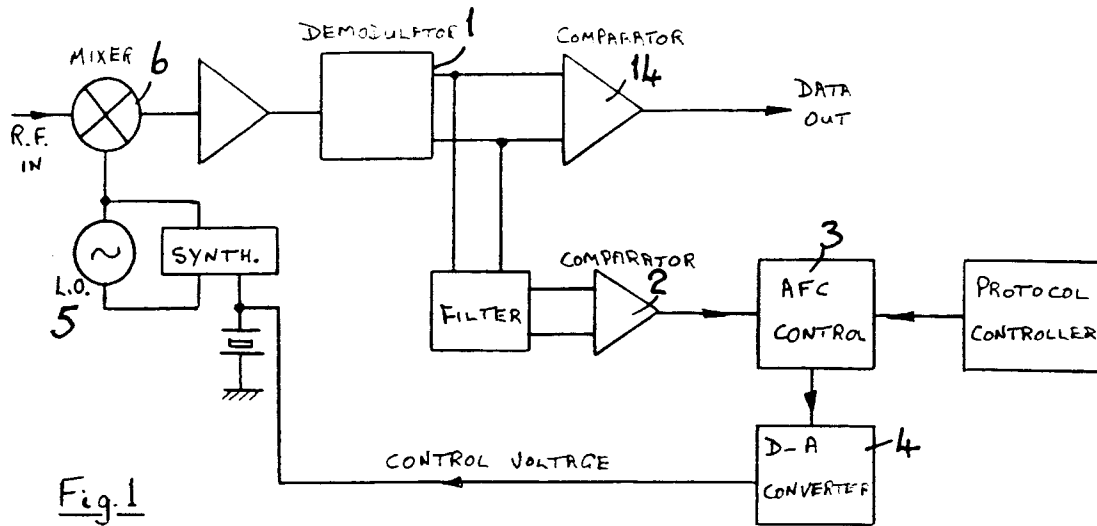 DEMODULATOR 1
COMPARATOR
MIXER
6
14
DATA
OUT
R.F.
IN
SYNTH.
L.O.
5
COMPARATOR
2
FILTER
3
AFC
CONTROL
PROTOCOL
CONTROLLER
D-A
CONVERTER
4
CONTROL VOLTAGE
Fig.1